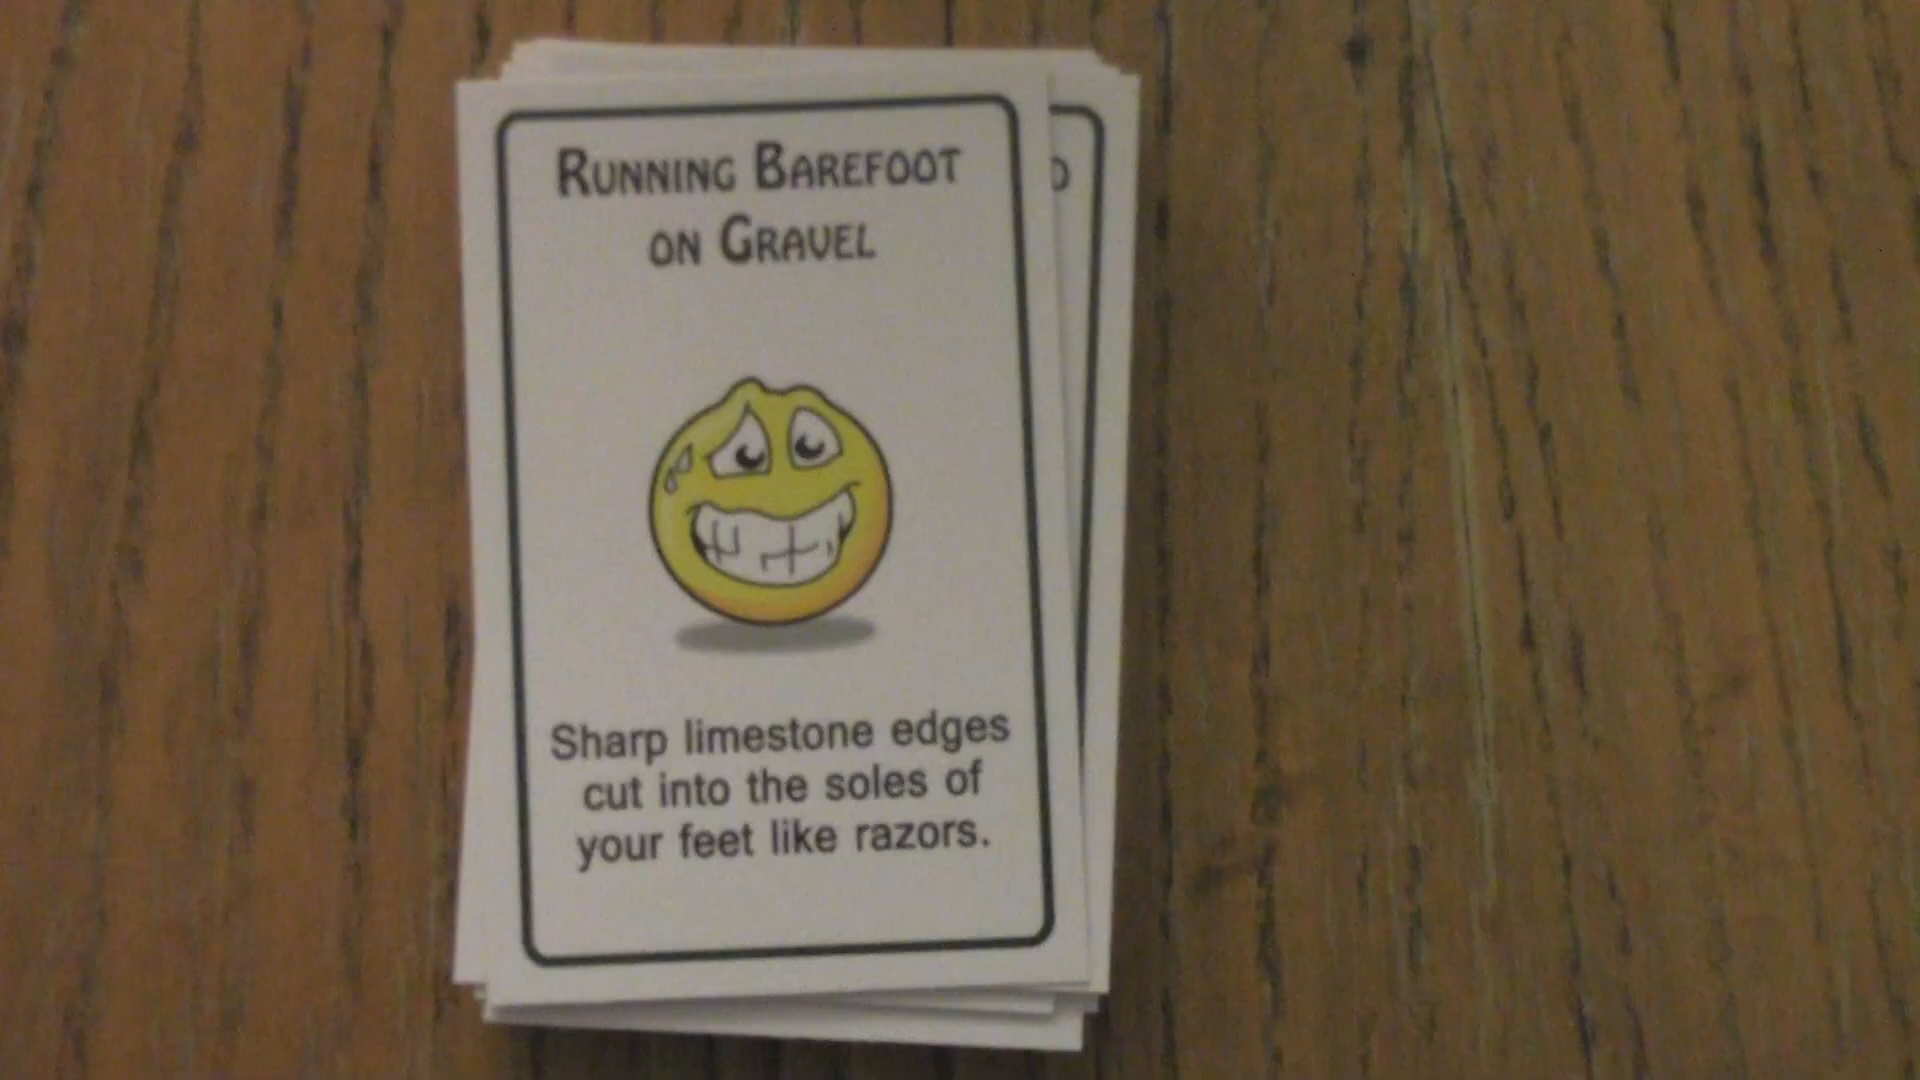 RUNNING BAREFOOT
ON GRAVEL
Sharp limestone edges
cut into the soles of
your feet like razors.